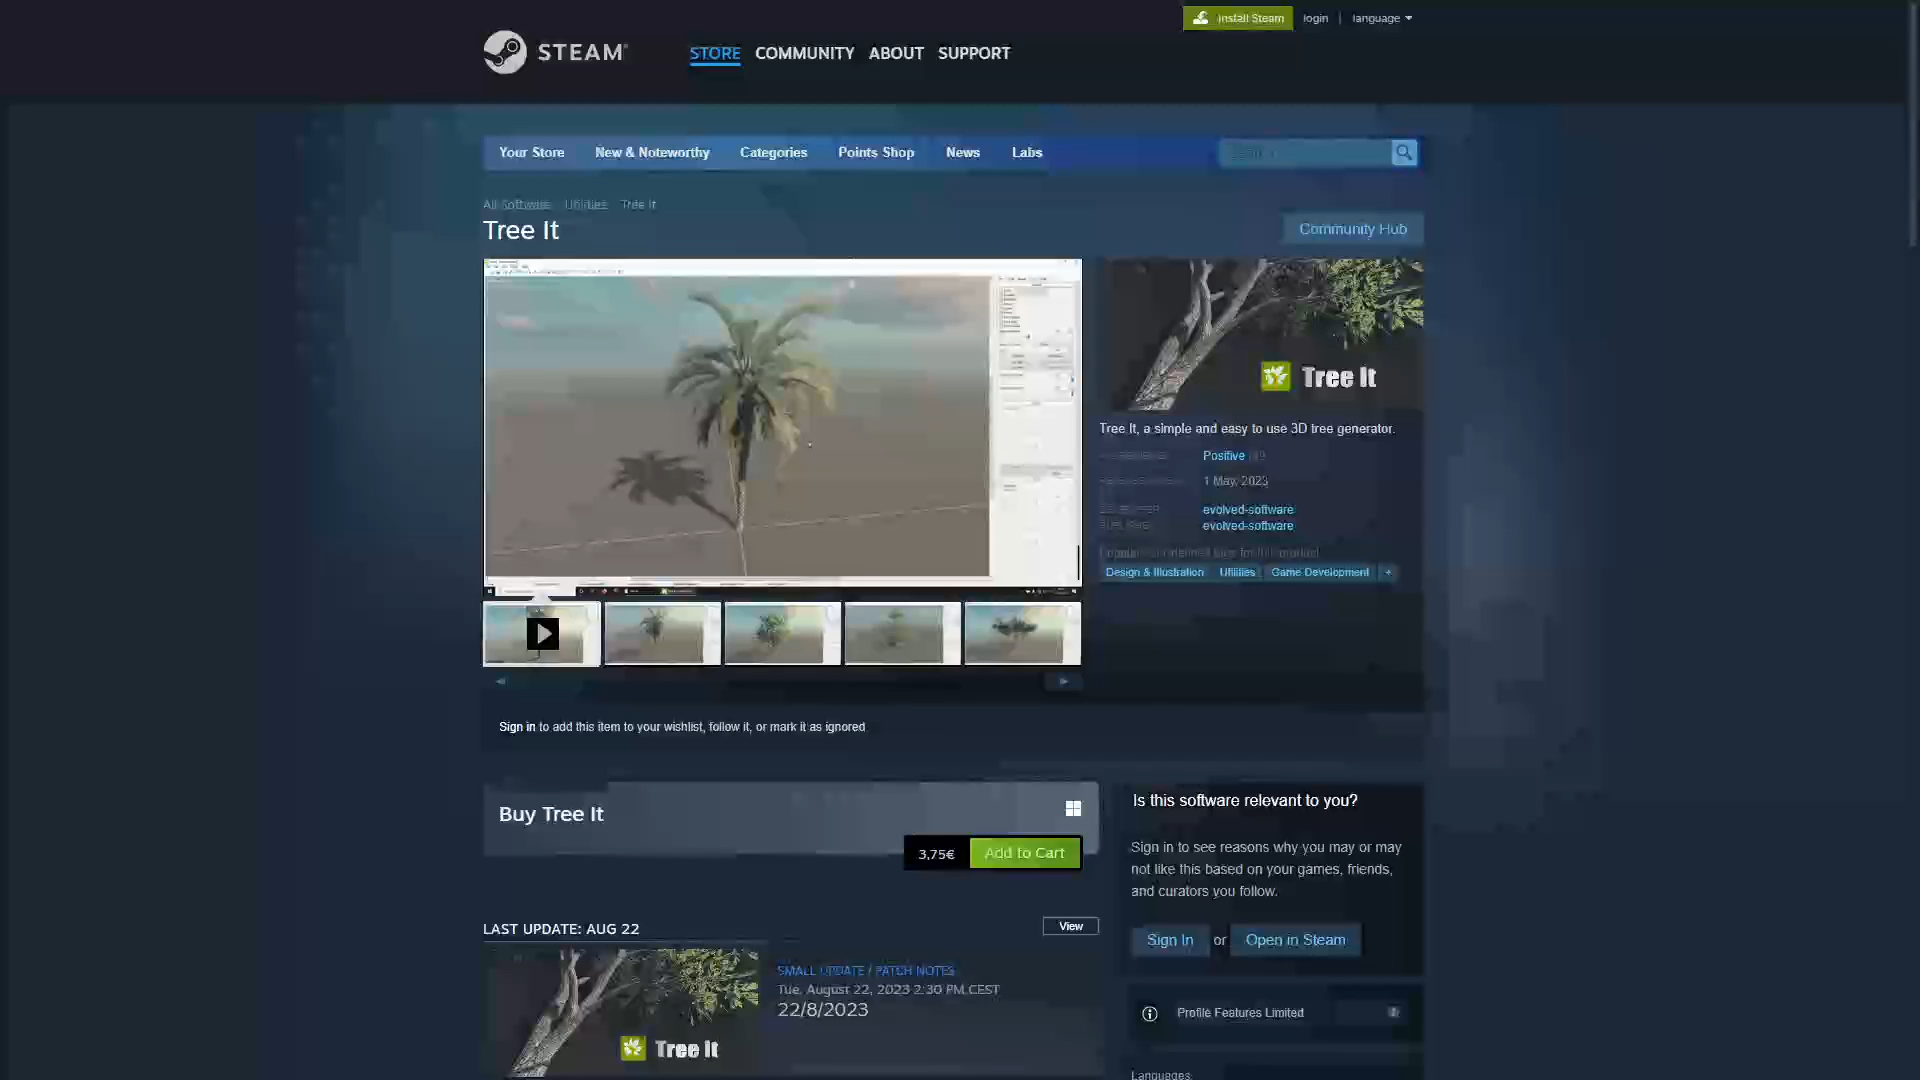 Install Steam login | language
STEAM
STORE COMMUNITY ABOUT SUPPORT
Your Store New & Noteworthy Categories Points Shop News Labs
All Software Utilities Tree It
Tree It
Community Hub
Tree It
Tree It, a simple and easy to use 3D tree generator.
Positive
1 May, 2023
evolved-software
evolved-software
Design & Illustration Utilities Game Development +
Sign in to add this item to your wishlist, follow it, or mark it as ignored
Buy Tree It
3,75€ Add to Cart
Is this software relevant to you?
Sign in to see reasons why you may or may
not like this based on your games, friends,
and curators you follow.
Sign In or Open in Steam
LAST UPDATE: AUG 22
View
SMALL UPDATE / PATCH NOTES
Tue, August 22, 2023 2:30 PM CEST
22/8/2023
Tree It
Profile Features Limited
Languages